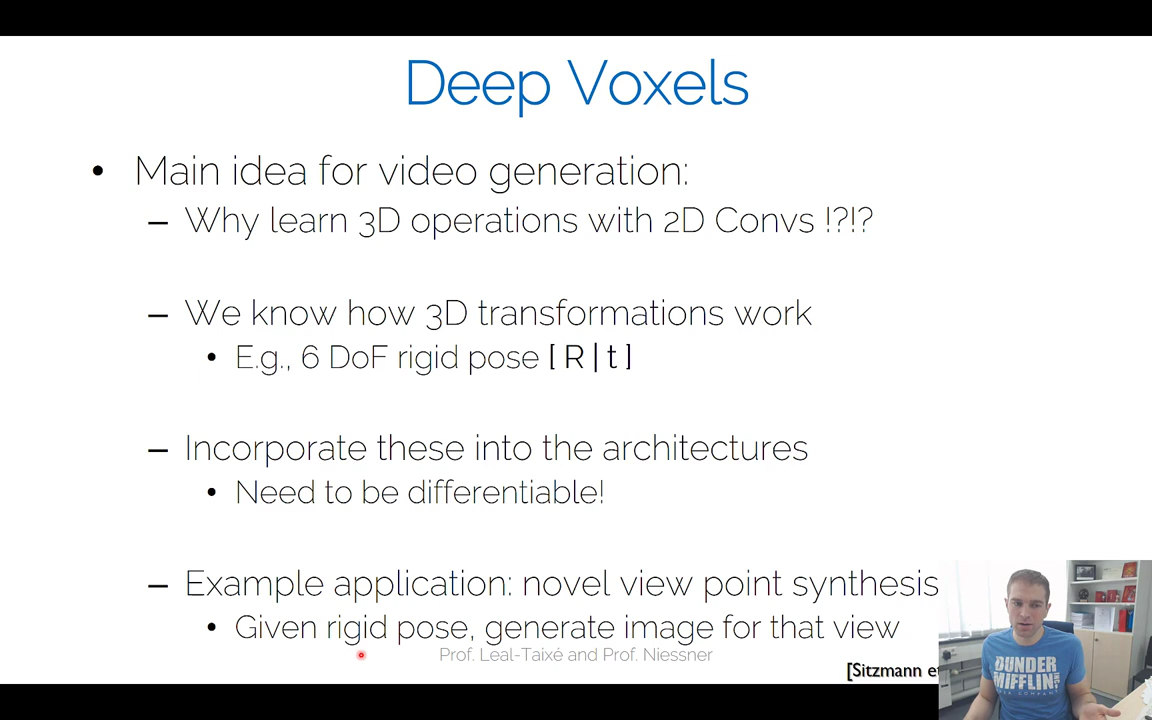 Deep Voxels
• Main idea for video generation:
– Why learn 3D operations with 2D Convs !?!?
– We know how 3D transformations work
• E.g., 6 DoF rigid pose [ R | t ]
– Incorporate these into the architectures
• Need to be differentiable!
– Example application: novel view point synthesis
• Given rigid pose, generate image for that view
Prof. Leal-Taixé and Prof. Niessner
[Sitzmann
DUNDER
MIFFLIN